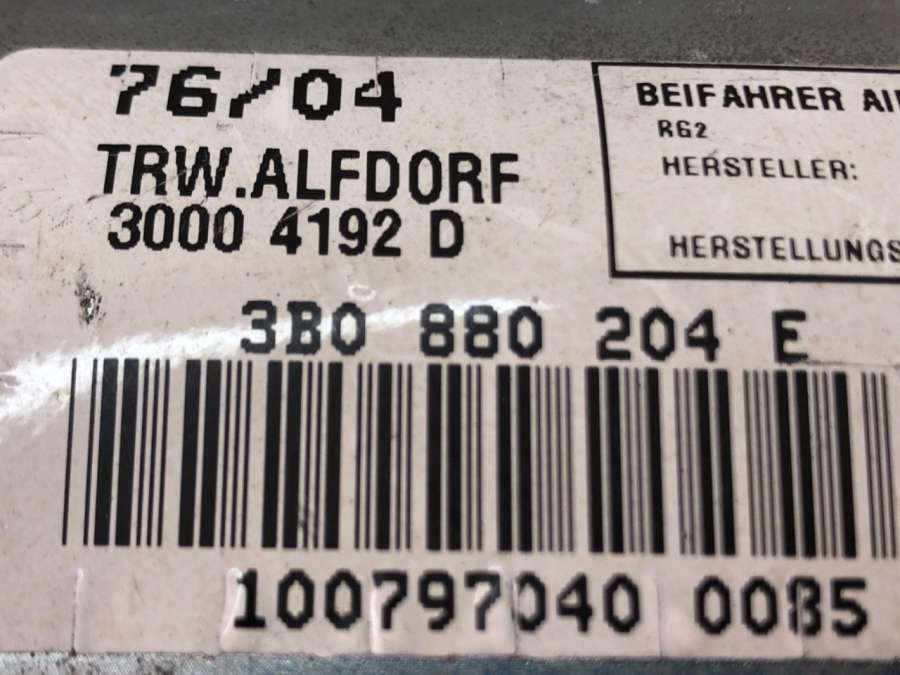 76/04
TRW.ALFDORF
3000 4192 D
BEIFAHRER
RG2
HERSTELLER:
3B0 880 204 E
100797040 0085